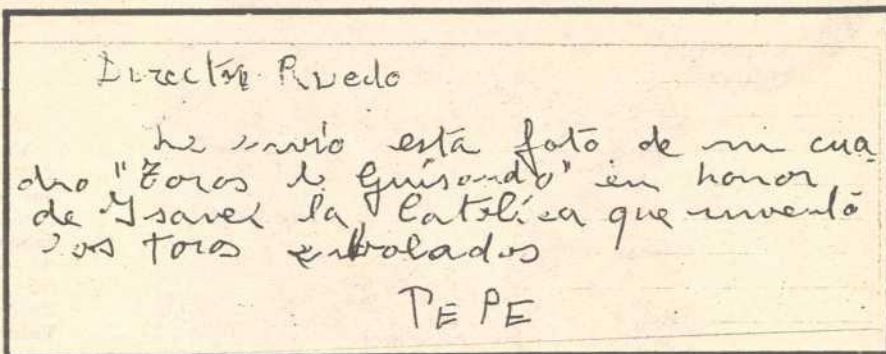 Director Ruedo
Le envio esta foto de mi cua
dro "Toros de Guisando" en honor
de Isavel la Católica que inventó
los toros embolados
PEPE